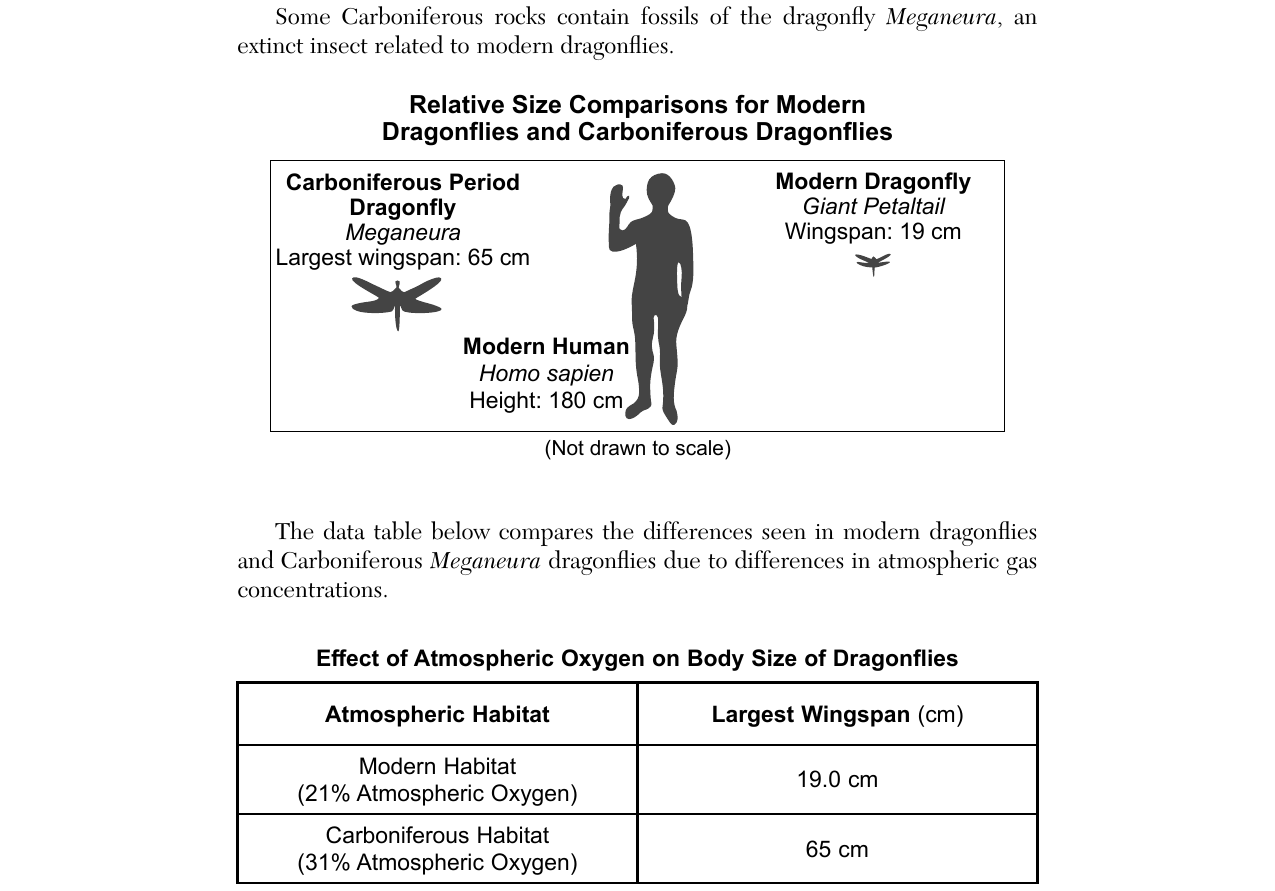 Some Carboniferous rocks contain fossils of the dragonfly Meganeura, an
extinct insect related to modern dragonflies.
Relative Size Comparisons for Modern
Dragonflies and Carboniferous Dragonflies
Carboniferous Period
Dragonfly
Meganeura
Largest wingspan: 65 cm
Modern Human
Homo sapien
Height: 180 cm
Modern Dragonfly
Giant Petaltail
Wingspan: 19 cm
(Not drawn to scale)
The data table below compares the differences seen in modern dragonflies
and Carboniferous Meganeura dragonflies due to differences in atmospheric gas
concentrations.
Effect of Atmospheric Oxygen on Body Size of Dragonflies
Atmospheric Habitat
Largest Wingspan (cm)
Modern Habitat
(21% Atmospheric Oxygen)
19.0 cm
Carboniferous Habitat
(31% Atmospheric Oxygen)
65 cm